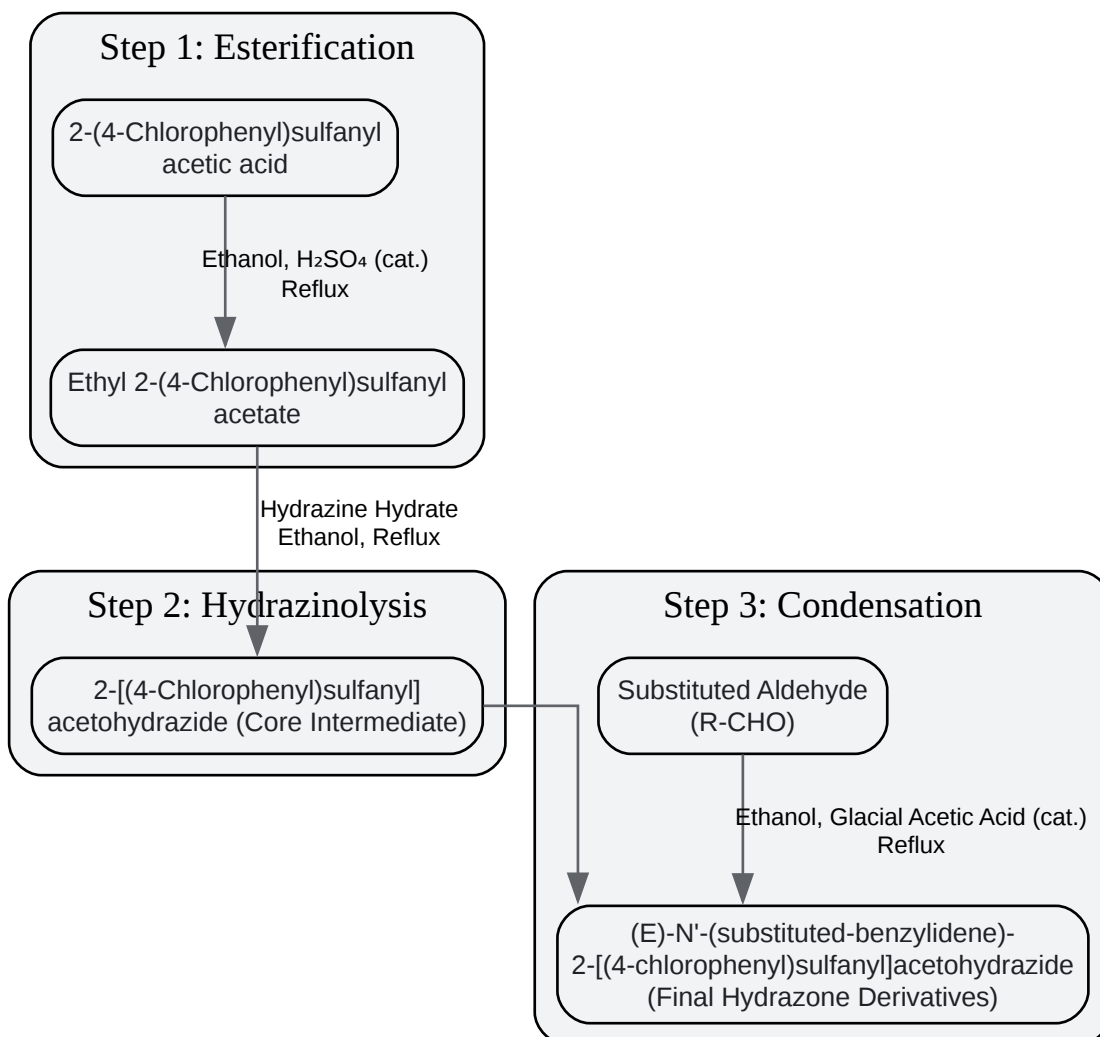 Step 1: Esterification
2-(4-Chlorophenyl)sulfanyl
acetic acid
Ethanol, H₂SO₄ (cat.)
Reflux
Ethyl 2-(4-Chlorophenyl)sulfanyl
acetate
Hydrazine Hydrate
Ethanol, Reflux
Step 2: Hydrazinolysis
2-[(4-Chlorophenyl)sulfanyl]
acetohydrazide (Core Intermediate)
Step 3: Condensation
Substituted Aldehyde
(R-CHO)
Ethanol, Glacial Acetic Acid (cat.)
Reflux
(E)-N'-(substituted-benzylidene)-
2-[(4-chlorophenyl)sulfanyl]acetohydrazide
(Final Hydrazone Derivatives)